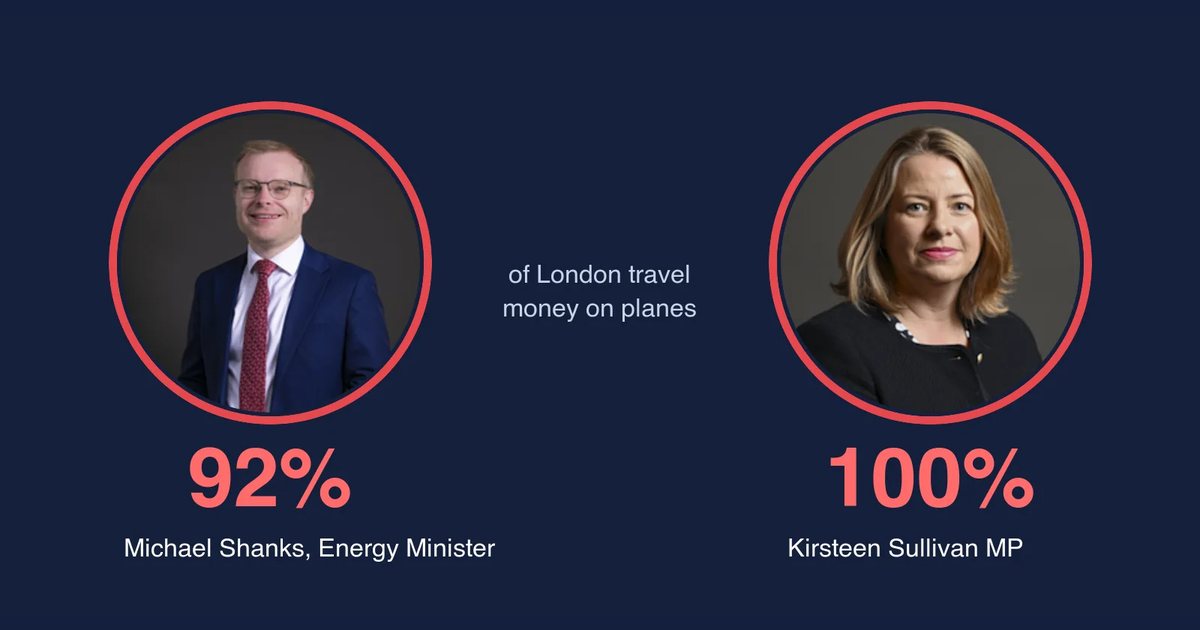 of London travel
money on planes
92%
100%
Michael Shanks, Energy Minister
Kirsteen Sullivan MP